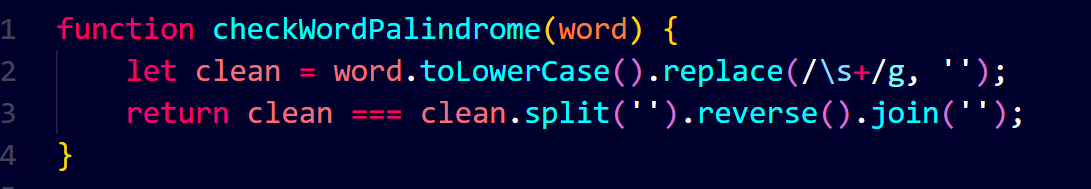 1 function checkWordPalindrome(word) {
2     let clean = word.toLowerCase().replace(/\s+/g, '');
3     return clean === clean.split('').reverse().join('');
4 }